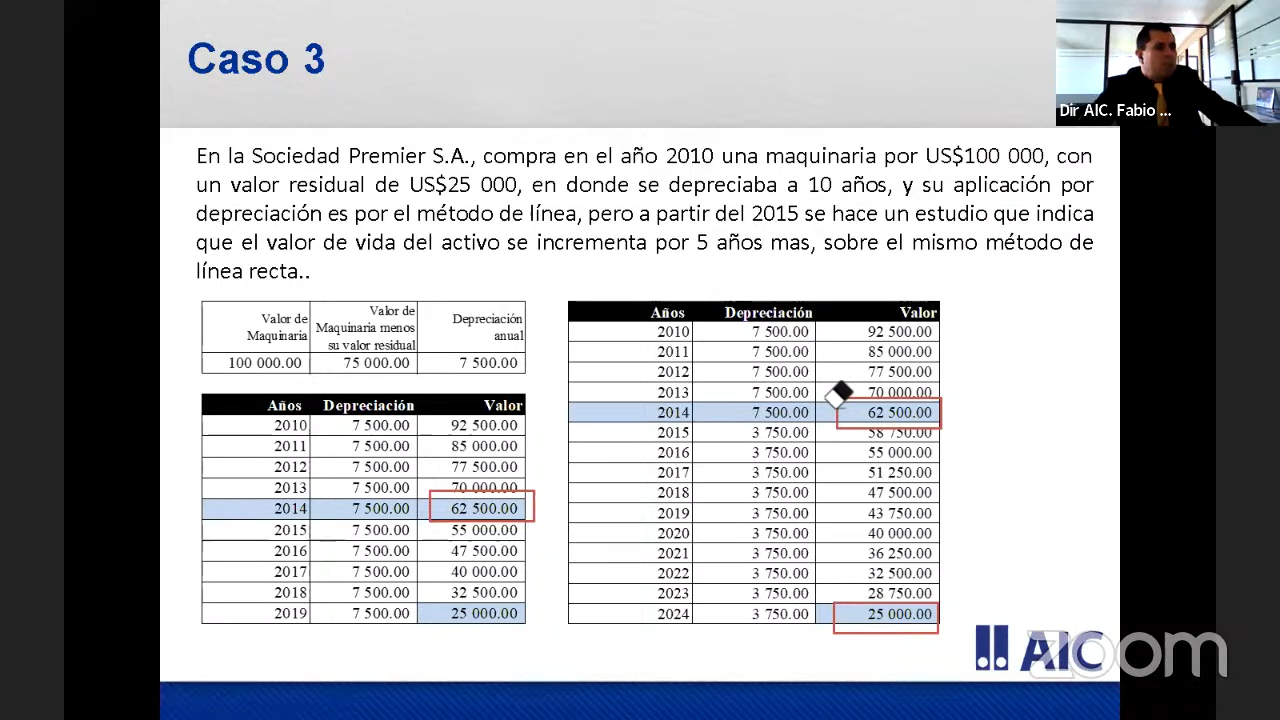 Caso 3
Dir AIC. Fabio ...
En la Sociedad Premier S.A., compra en el año 2010 una maquinaria por US$100 000, con
un valor residual de US$25 000, en donde se depreciaba a 10 años, y su aplicación por
depreciación es por el método de línea, pero a partir del 2015 se hace un estudio que indica
que el valor de vida del activo se incrementa por 5 años mas, sobre el mismo método de
línea recta..
Valor de Maquinaria Valor de Maquinaria menos su valor residual Depreciación anual
100 000.00 75 000.00 7 500.00
Años Depreciación Valor
2010 7 500.00 92 500.00
2011 7 500.00 85 000.00
2012 7 500.00 77 500.00
2013 7 500.00 70 000.00
2014 7 500.00 62 500.00
2015 7 500.00 55 000.00
2016 7 500.00 47 500.00
2017 7 500.00 40 000.00
2018 7 500.00 32 500.00
2019 7 500.00 25 000.00
Años Depreciación Valor
2010 7 500.00 92 500.00
2011 7 500.00 85 000.00
2012 7 500.00 77 500.00
2013 7 500.00 70 000.00
2014 7 500.00 62 500.00
2015 3 750.00 58 750.00
2016 3 750.00 55 000.00
2017 3 750.00 51 250.00
2018 3 750.00 47 500.00
2019 3 750.00 43 750.00
2020 3 750.00 40 000.00
2021 3 750.00 36 250.00
2022 3 750.00 32 500.00
2023 3 750.00 28 750.00
2024 3 750.00 25 000.00
AIC
zoom